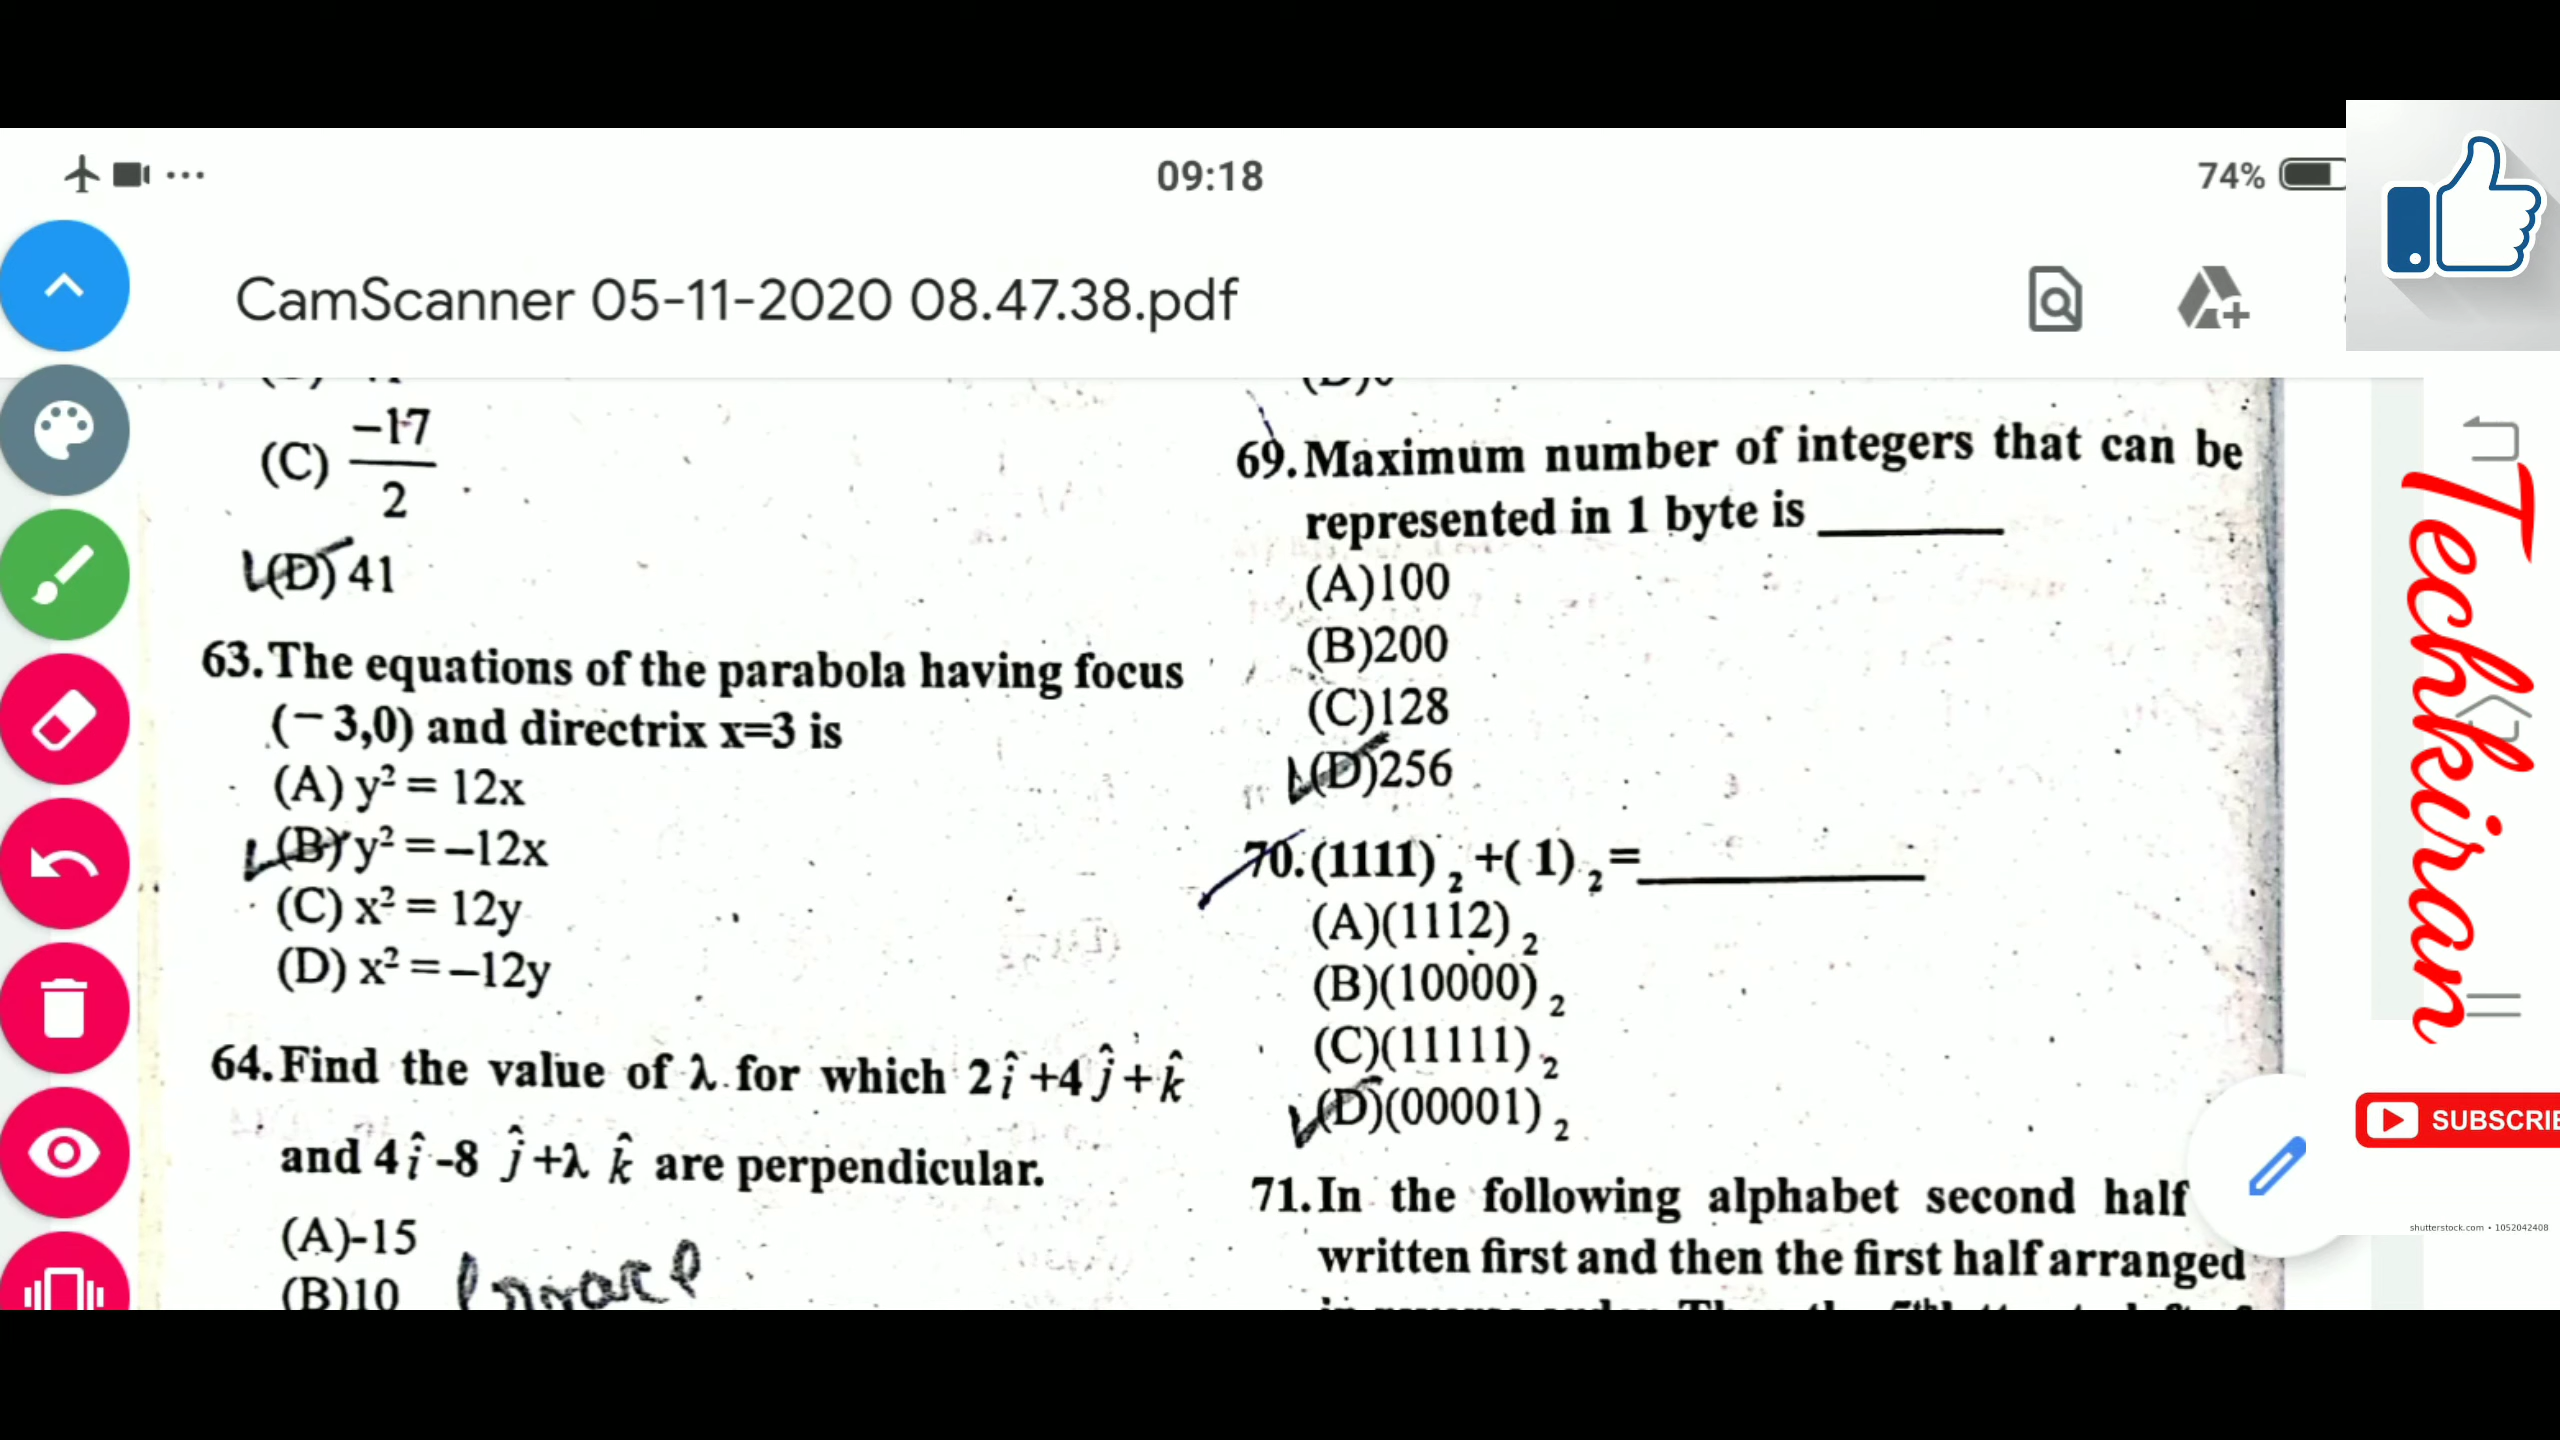 09:18
74%
CamScanner 05-11-2020 08.47.38.pdf
(C) −17/2
(D) 41
63. The equations of the parabola having focus
(−3,0) and directrix x=3 is
(A) y² = 12x
(B) y² = −12x
(C) x² = 12y
(D) x² = −12y
64. Find the value of λ for which 2î +4ĵ + k̂
and 4î -8 ĵ +λ k̂ are perpendicular.
(A)-15
(B)10
69. Maximum number of integers that can be
represented in 1 byte is ________
(A)100
(B)200
(C)128
(D)256
70. (1111)₂ +( 1)₂ = ____________
(A)(1112)₂
(B)(10000)₂
(C)(11111)₂
(D)(00001)₂
71. In the following alphabet second half
written first and then the first half arranged
Techkiran
SUBSCRIBE
shutterstock.com • 1052042408